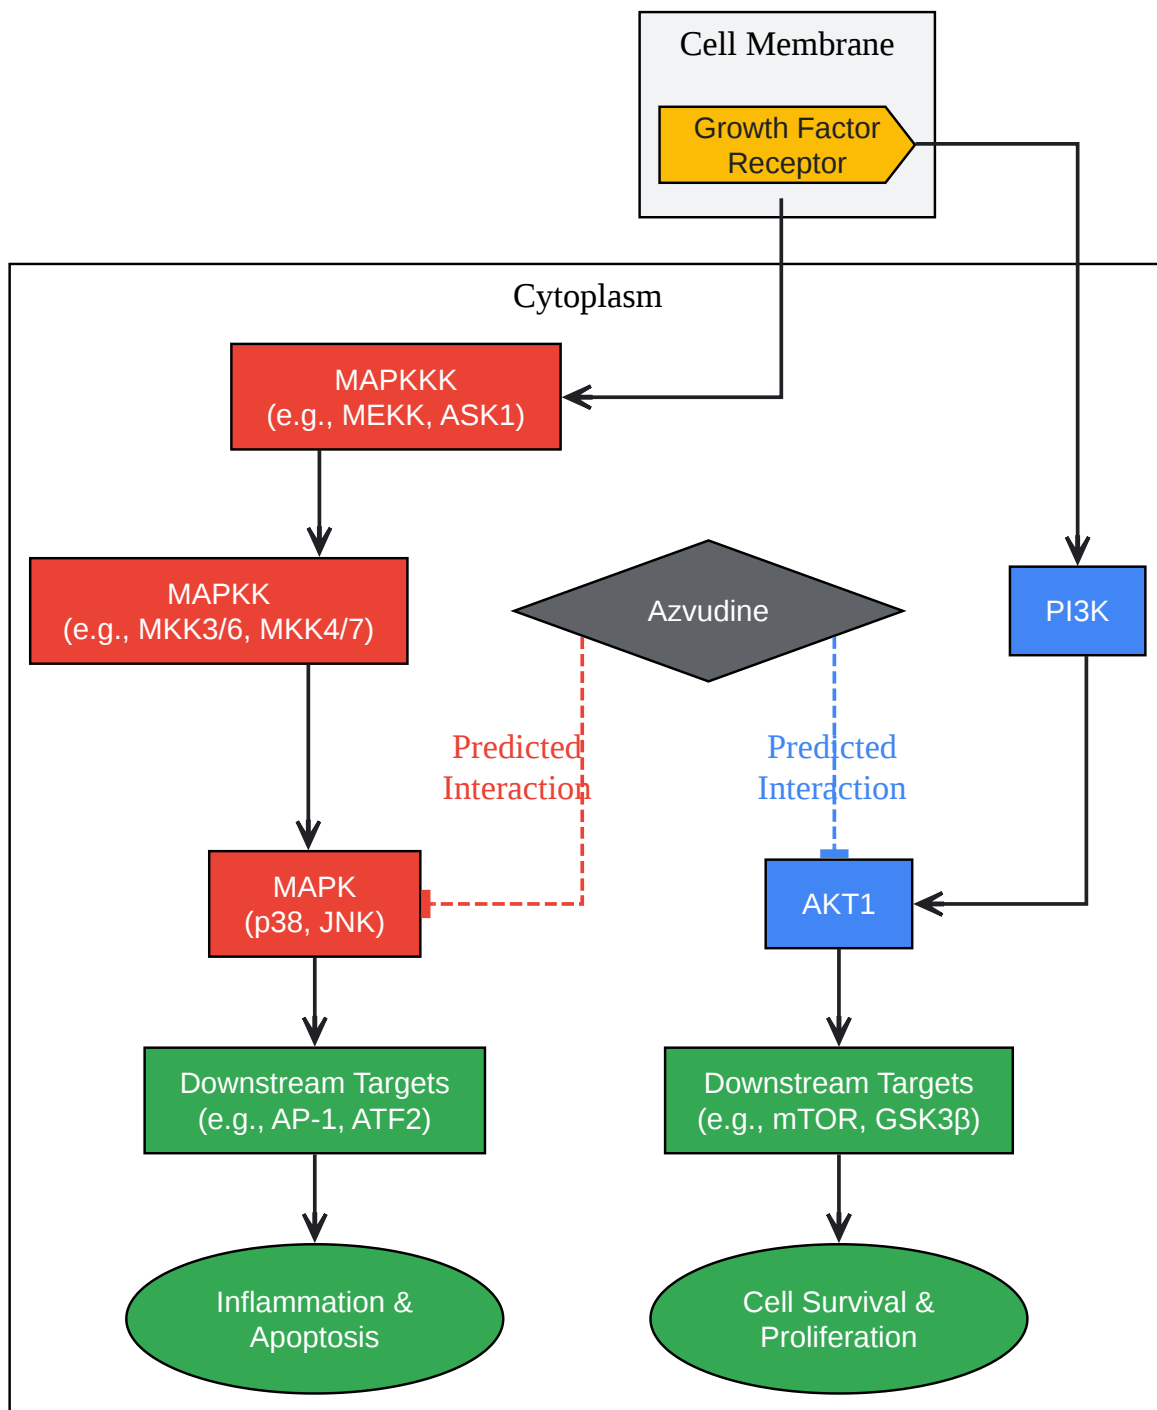 Cell Membrane
Growth Factor
Receptor
Cytoplasm
MAPKKK
(e.g., MEKK, ASK1)
MAPKK
(e.g., MKK3/6, MKK4/7)
Azvudine
PI3K
Predicted
Interaction
Predicted
Interaction
MAPK
(p38, JNK)
AKT1
Downstream Targets
(e.g., AP-1, ATF2)
Downstream Targets
(e.g., mTOR, GSK3β)
Inflammation &
Apoptosis
Cell Survival &
Proliferation